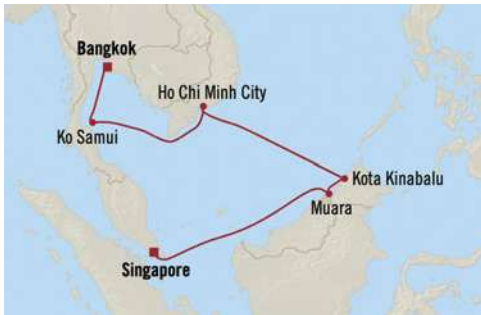 Bangkok
Ho Chi Minh City
Ko Samui
Kota Kinabalu
Muara
Singapore